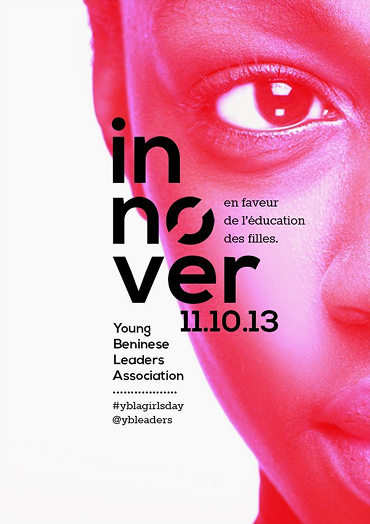 in
no
ver
en faveur
de l'éducation
des filles.
11.10.13
Young
Beninese
Leaders
Association
#yblagirlsday
@ybleaders